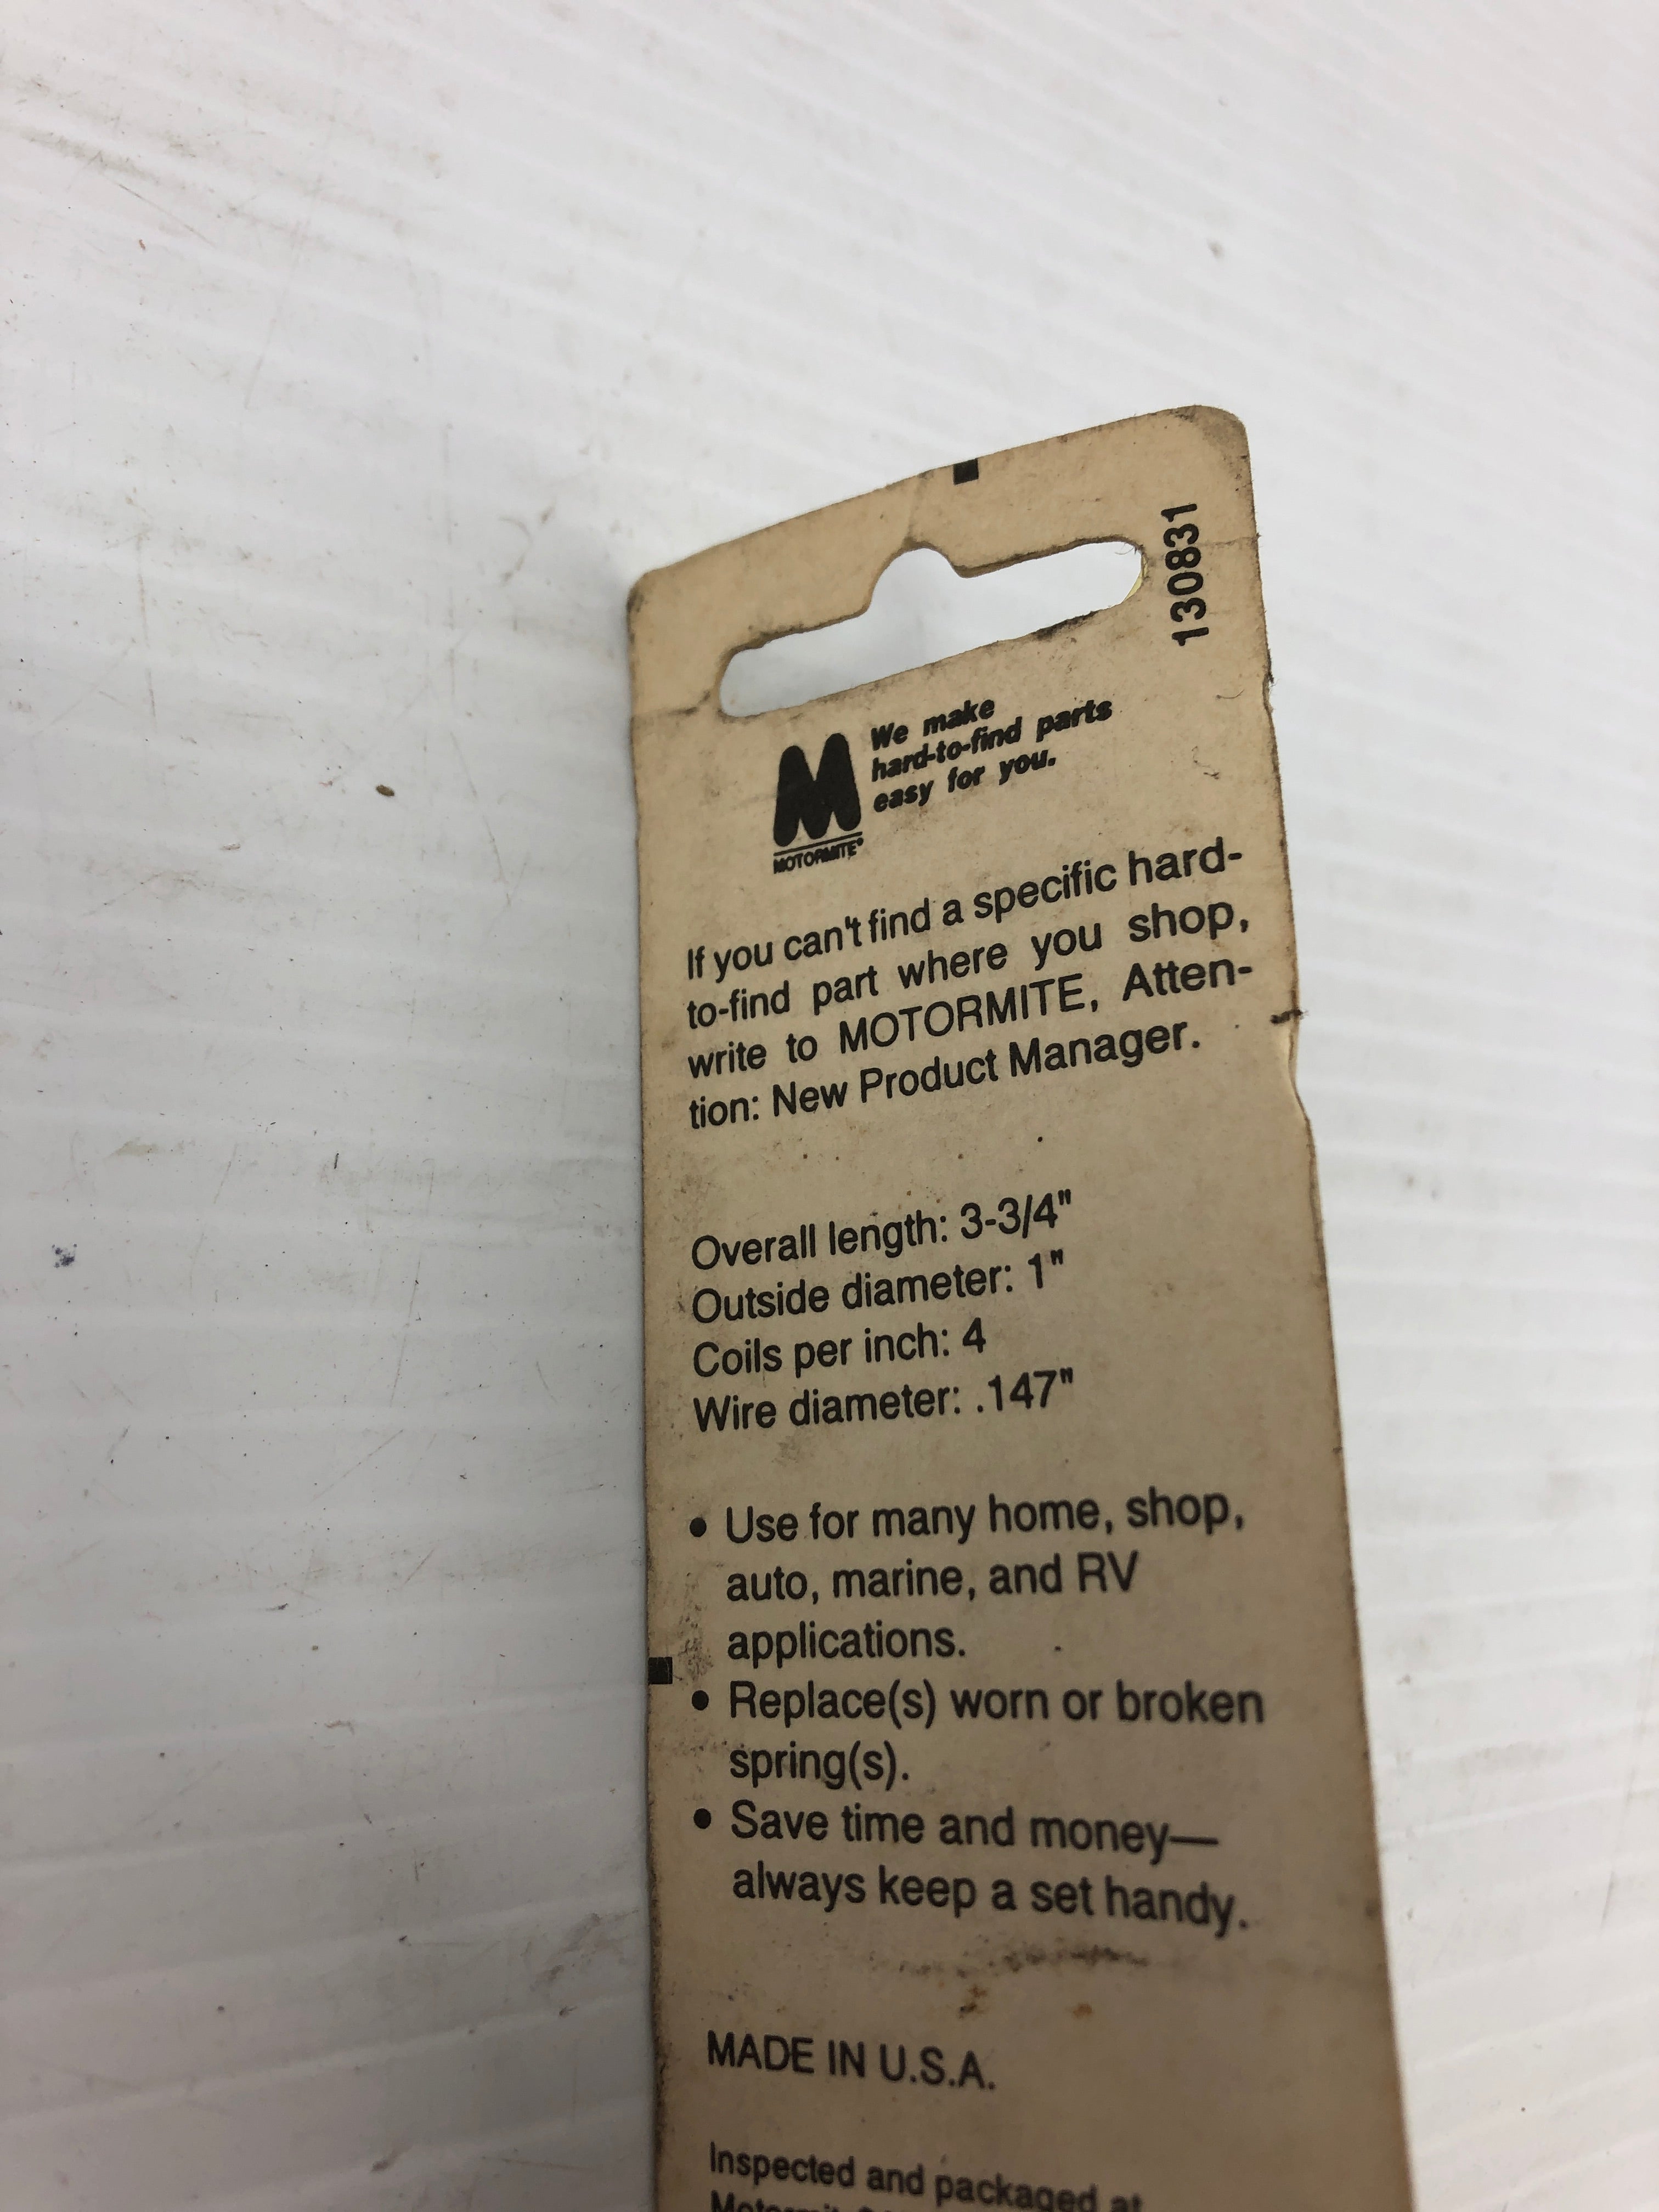 130831
We make
hard-to-find parts
easy for you.
M
MOTORMITE®
If you can't find a specific hard-
to-find part where you shop,
write to MOTORMITE, Atten-
tion: New Product Manager.
Overall length: 3-3/4"
Outside diameter: 1"
Coils per inch: 4
Wire diameter: .147"
• Use for many home, shop,
auto, marine, and RV
applications.
• Replace(s) worn or broken
spring(s).
• Save time and money—
always keep a set handy.
MADE IN U.S.A.
Inspected and packaged at